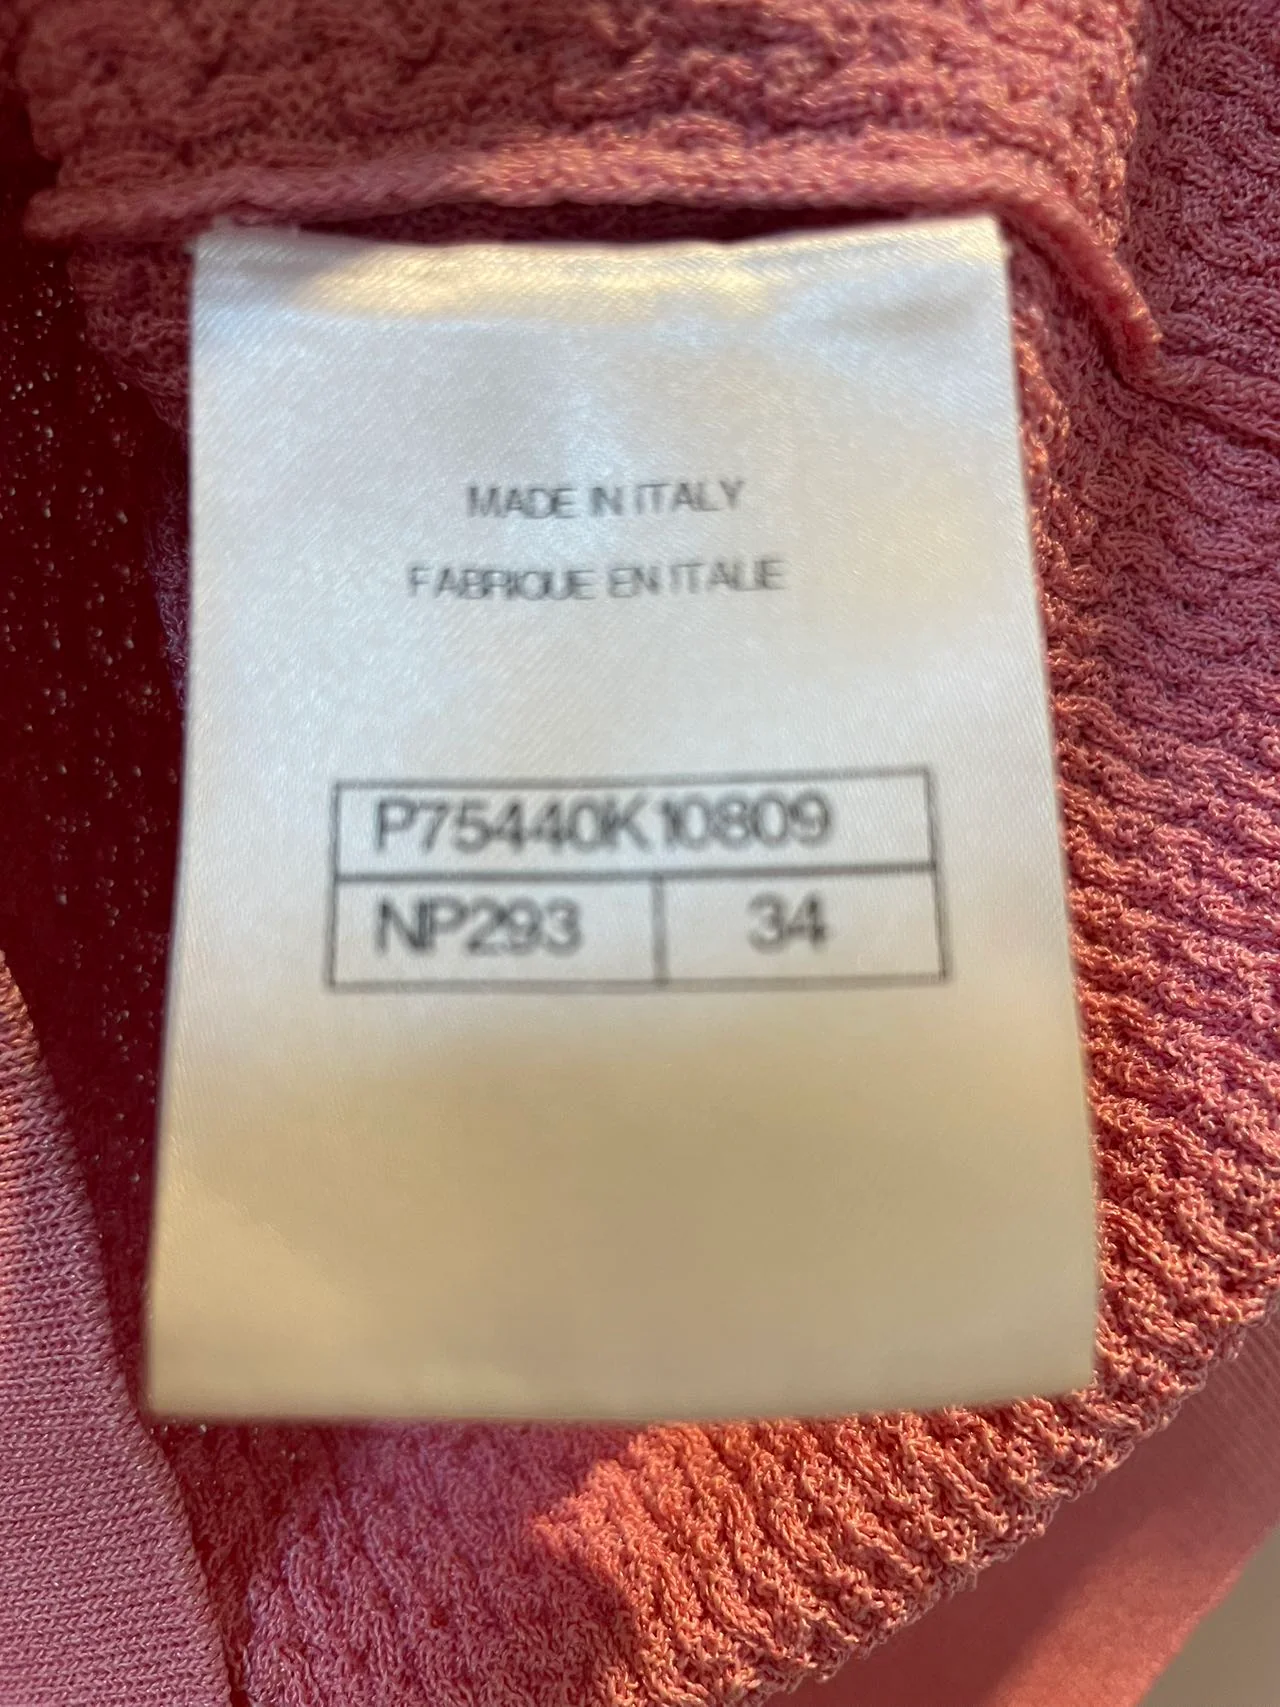 MADE IN ITALY
FABRIQUE EN ITALIE
P75440K10809
NP293 34